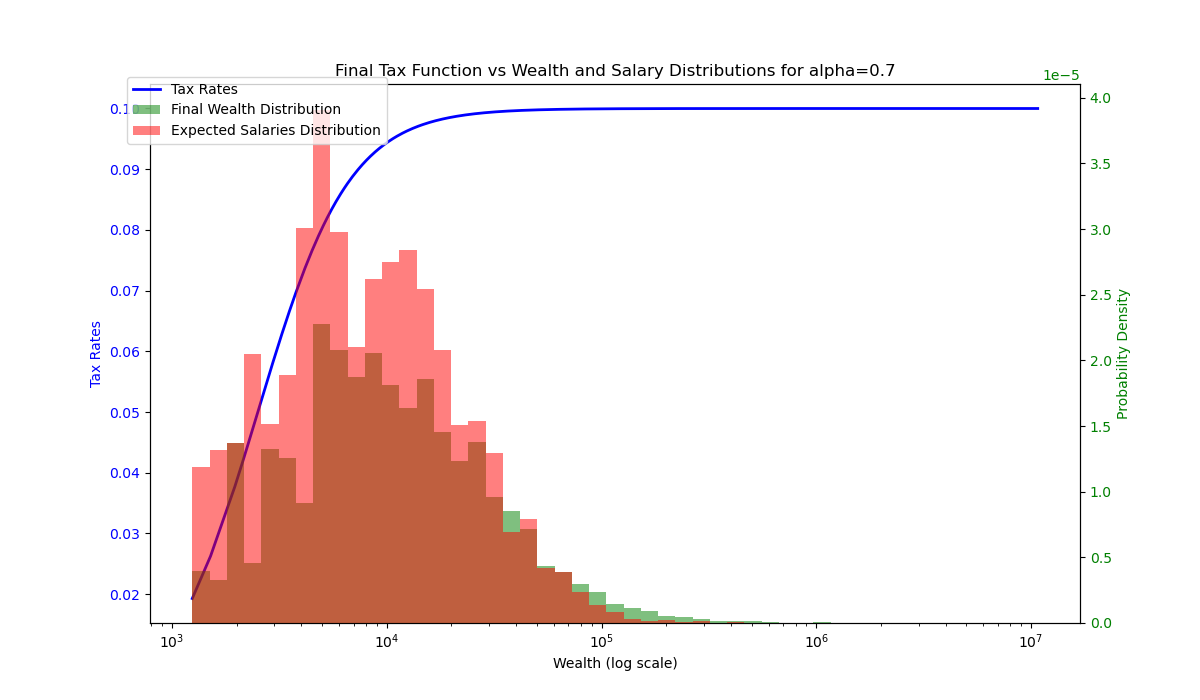 Final Tax Function vs Wealth and Salary Distributions for alpha=0.7
1e−5
Tax Rates
Final Wealth Distribution
Expected Salaries Distribution
0.10
0.09
0.08
0.07
0.06
0.05
0.04
0.03
0.02
Tax Rates
4.0
3.5
3.0
2.5
2.0
1.5
1.0
0.5
0.0
Probability Density
10³ 10⁴ 10⁵ 10⁶ 10⁷
Wealth (log scale)